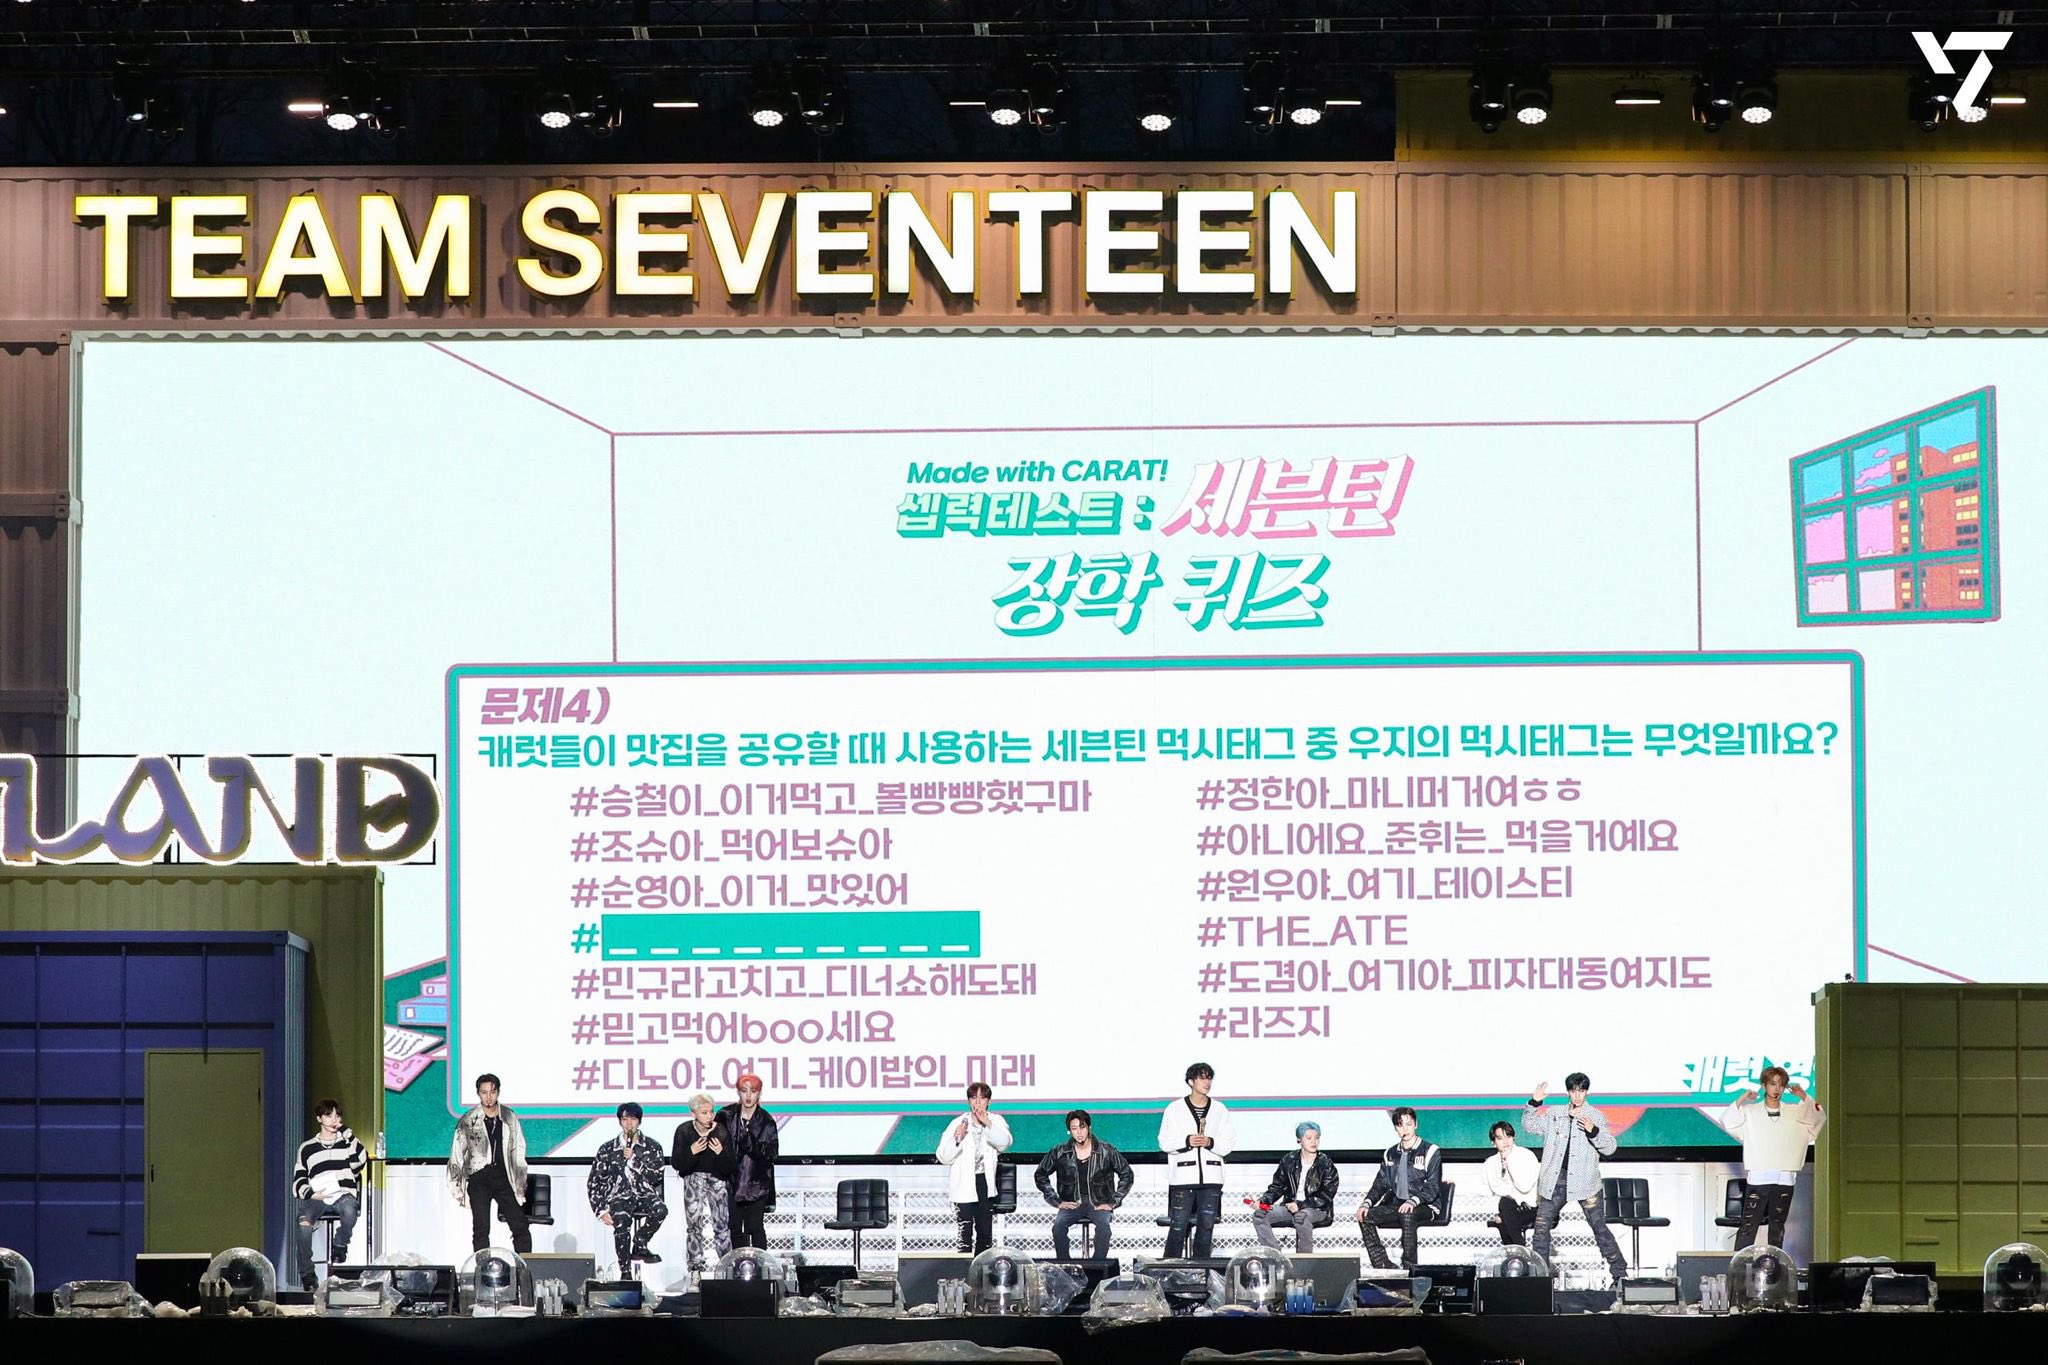 TEAM SEVENTEEN
Made with CARAT!
셉력테스트 : 세븐틴
장학 퀴즈
LAND
문제4)
캐럿들이 맛집을 공유할 때 사용하는 세븐틴 먹시태그 중 우지의 먹시태그는 무엇일까요?
#승철이_이거먹고_볼빵빵했구마
#조슈아_먹어보슈아
#순영아_이거_맛있어
#_ _ _ _ _ _ _ _ _
#민규라고치고_디너쇼해도돼
#믿고먹어boo세요
#디노야_여기_케이밥의_미래
#정한아_마니머거여ㅎㅎ
#아니에요_준휘는_먹을거예요
#원우야_여기_테이스티
#THE_ATE
#도겸아_여기야_피자대동여지도
#라즈지
캐럿